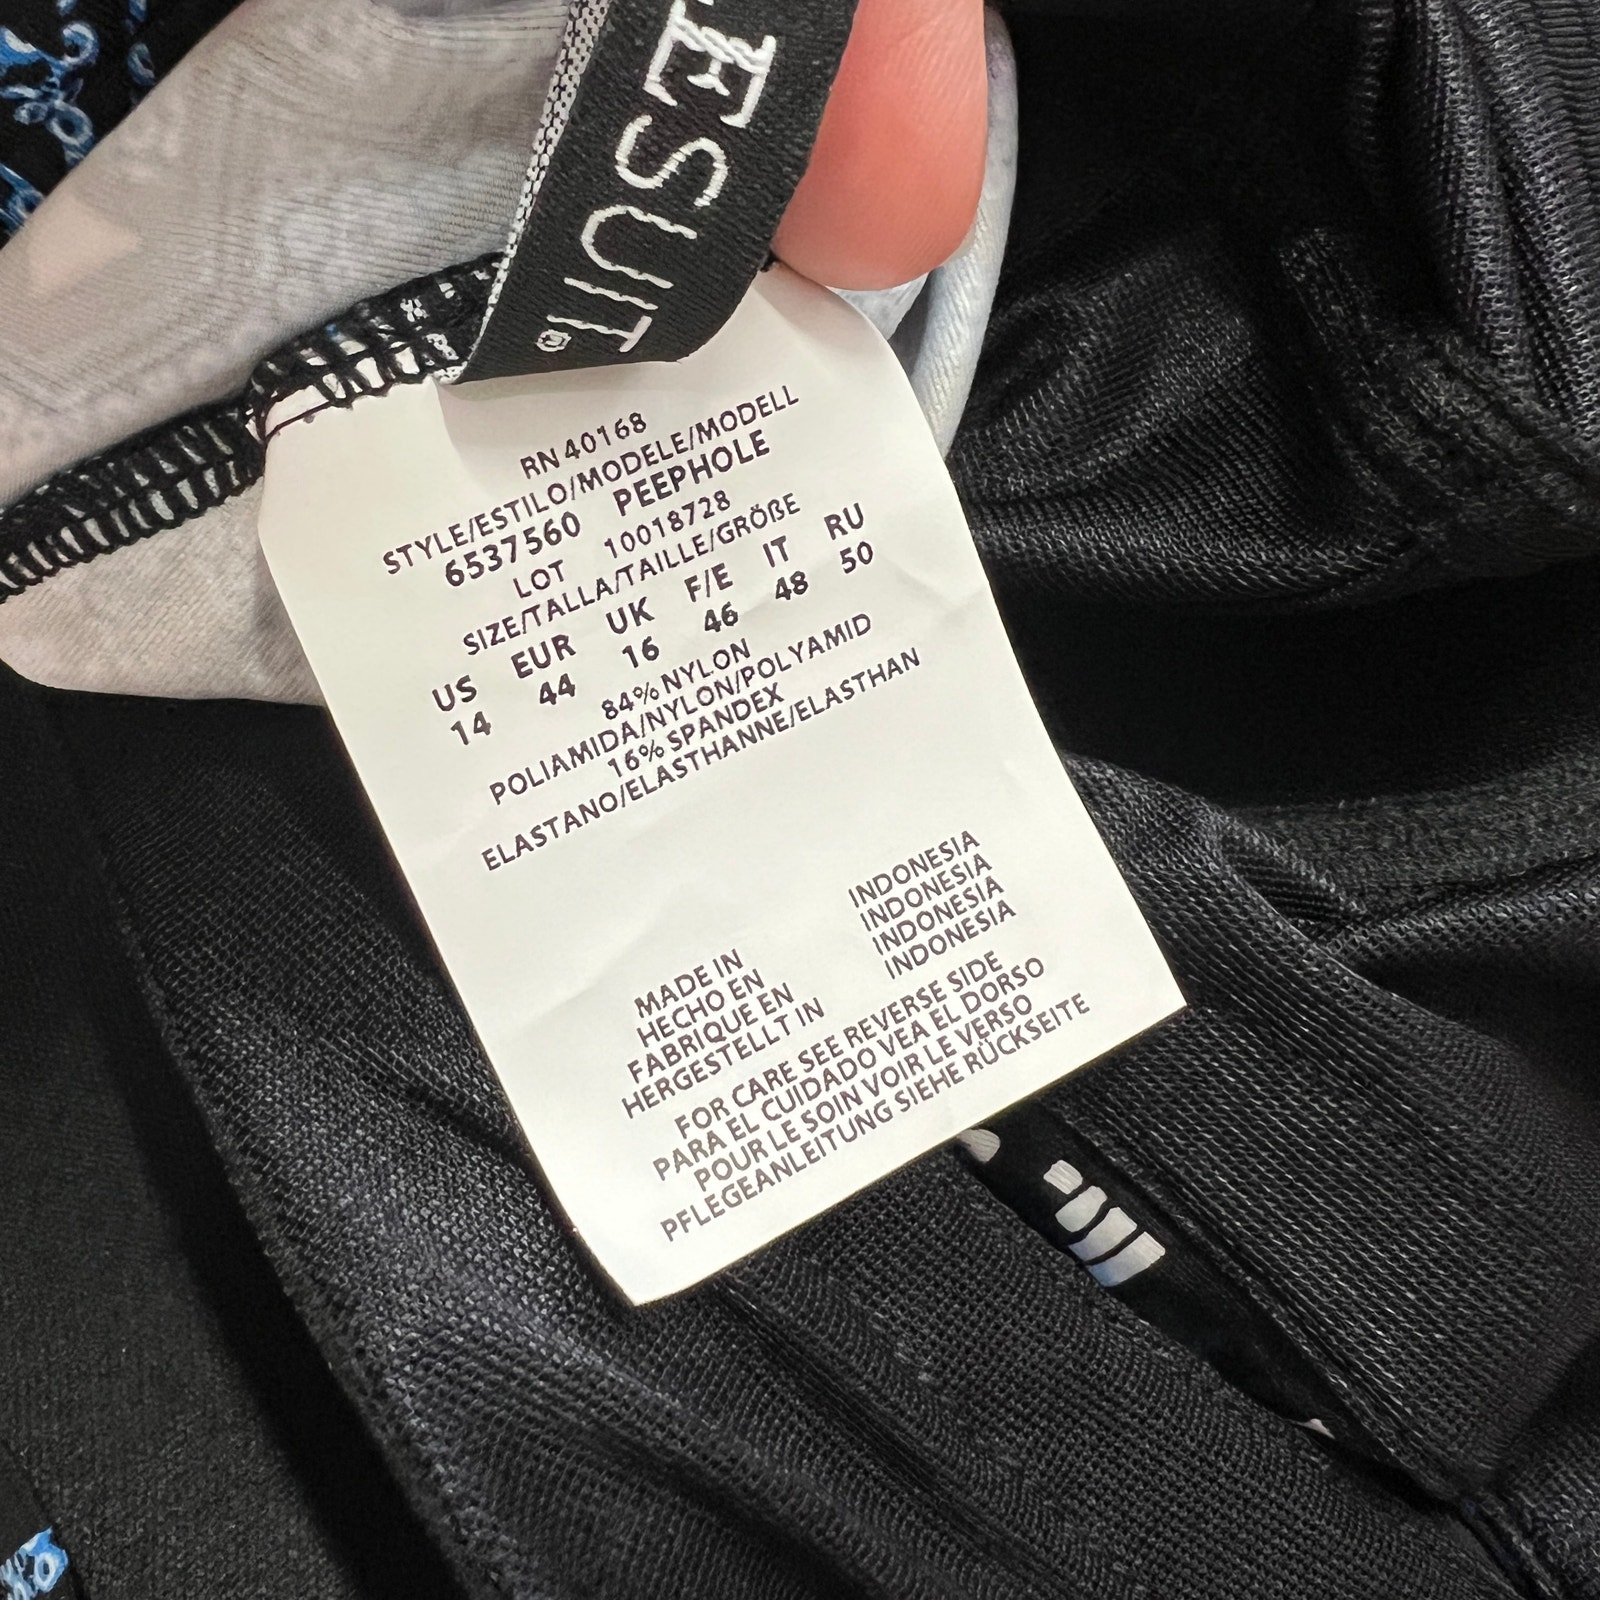 ESUIT®
RN 40168
STYLE/ESTILO/MODELE/MODELL
6537560 PEEPHOLE
LOT 10018728
SIZE/TALLA/TAILLE/GRÖßE
US EUR UK F/E IT RU
14 44 16 46 48 50
84% NYLON
POLIAMIDA/NYLON/POLYAMID
16% SPANDEX
ELASTANO/ELASTHANNE/ELASTHAN
MADE IN INDONESIA
HECHO EN INDONESIA
FABRIQUE EN INDONESIA
HERGESTELLT IN INDONESIA
FOR CARE SEE REVERSE SIDE
PARA EL CUIDADO VEA EL DORSO
POUR LE SOIN VOIR LE VERSO
PFLEGEANLEITUNG SIEHE RÜCKSEITE